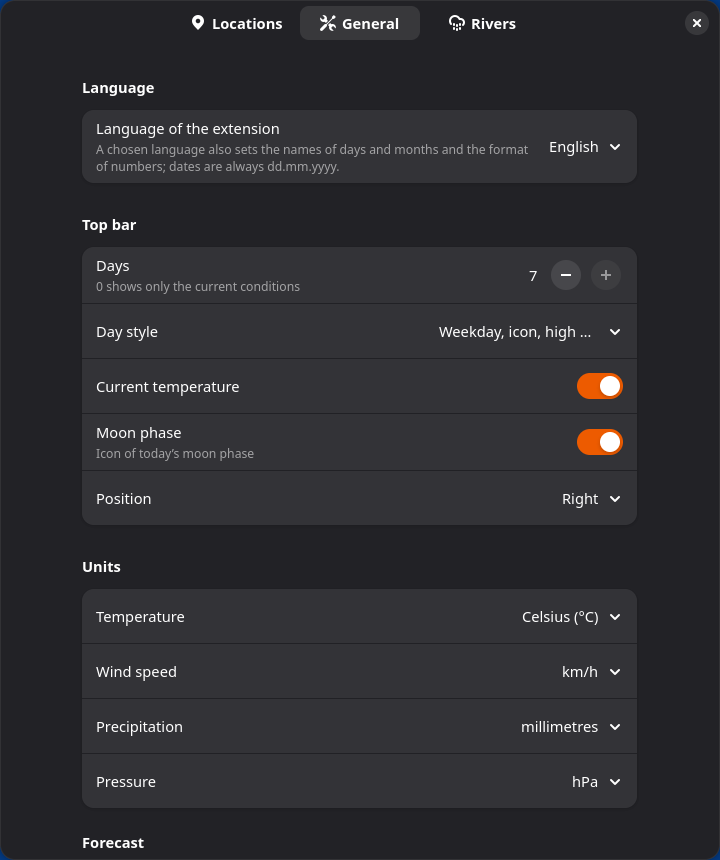 Locations
General
Rivers
Language
Language of the extension
A chosen language also sets the names of days and months and the format
of numbers; dates are always dd.mm.yyyy.
English
Top bar
Days
0 shows only the current conditions
7
Day style
Weekday, icon, high ...
Current temperature
Moon phase
Icon of today’s moon phase
Position
Right
Units
Temperature
Celsius (°C)
Wind speed
km/h
Precipitation
millimetres
Pressure
hPa
Forecast